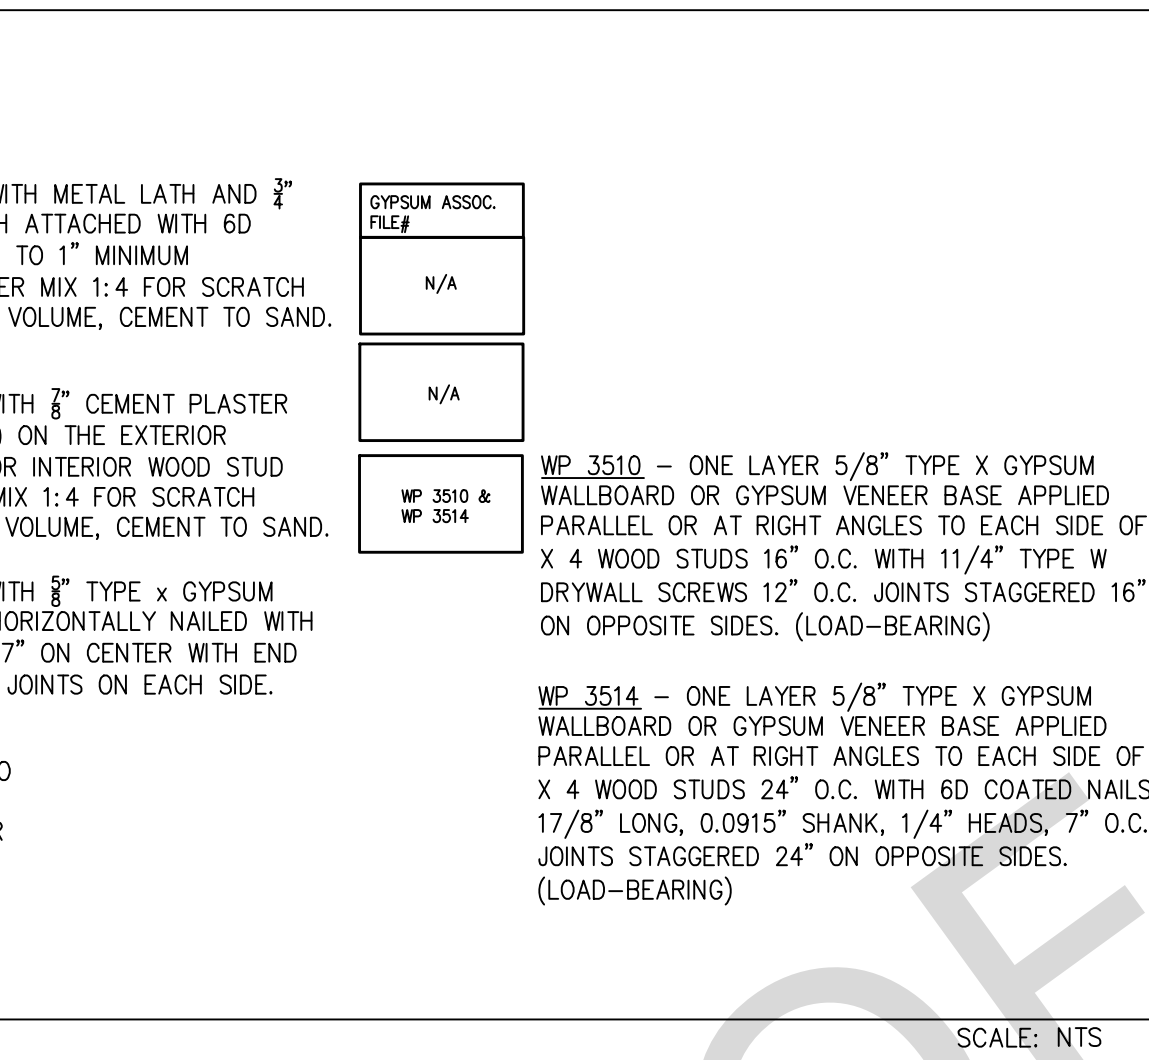 WITH METAL LATH AND 3/4"
H ATTACHED WITH 6D
TO 1" MINIMUM
ER MIX 1:4 FOR SCRATCH
VOLUME, CEMENT TO SAND.
GYPSUM ASSOC.
FILE#
N/A
WITH 7/8" CEMENT PLASTER
) ON THE EXTERIOR
OR INTERIOR WOOD STUD
MIX 1:4 FOR SCRATCH
VOLUME, CEMENT TO SAND.
N/A
WITH 5/8" TYPE x GYPSUM
HORIZONTALLY NAILED WITH
7" ON CENTER WITH END
JOINTS ON EACH SIDE.
O
R
WP 3510 &
WP 3514
WP 3510 – ONE LAYER 5/8" TYPE X GYPSUM
WALLBOARD OR GYPSUM VENEER BASE APPLIED
PARALLEL OR AT RIGHT ANGLES TO EACH SIDE OF
X 4 WOOD STUDS 16" O.C. WITH 11/4" TYPE W
DRYWALL SCREWS 12" O.C. JOINTS STAGGERED 16"
ON OPPOSITE SIDES. (LOAD–BEARING)
WP 3514 – ONE LAYER 5/8" TYPE X GYPSUM
WALLBOARD OR GYPSUM VENEER BASE APPLIED
PARALLEL OR AT RIGHT ANGLES TO EACH SIDE OF
X 4 WOOD STUDS 24" O.C. WITH 6D COATED NAILS
17/8" LONG, 0.0915" SHANK, 1/4" HEADS, 7" O.C.
JOINTS STAGGERED 24" ON OPPOSITE SIDES.
(LOAD–BEARING)
SCALE: NTS